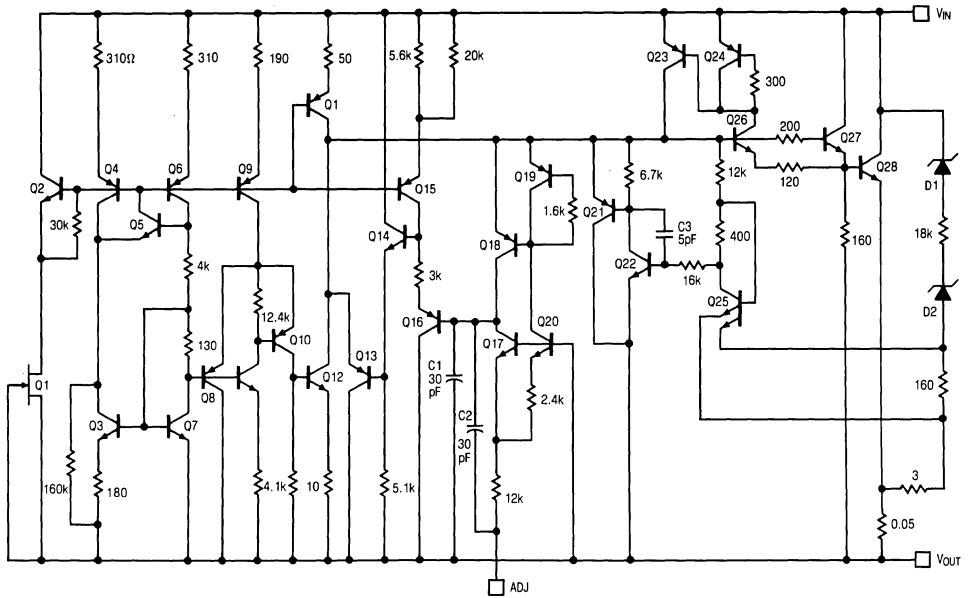 V_IN
310Ω
310
190
50
5.6k
20k
Q23
Q24
300
Q1
Q26
200
Q27
Q28
Q2
Q4
Q6
Q9
Q15
Q19
6.7k
12k
120
D1
Q5
30k
Q14
1.6k
Q21
C3
5pF
400
160
18k
Q18
Q22
16k
4k
3k
Q25
D2
12.4k
Q16
Q17
Q20
130
Q10
Q1
Q8
Q12
Q13
C1
30
pF
160
2.4k
Q3
Q7
C2
30
pF
160k
180
4.1k
10
5.1k
12k
3
0.05
V_OUT
ADJ